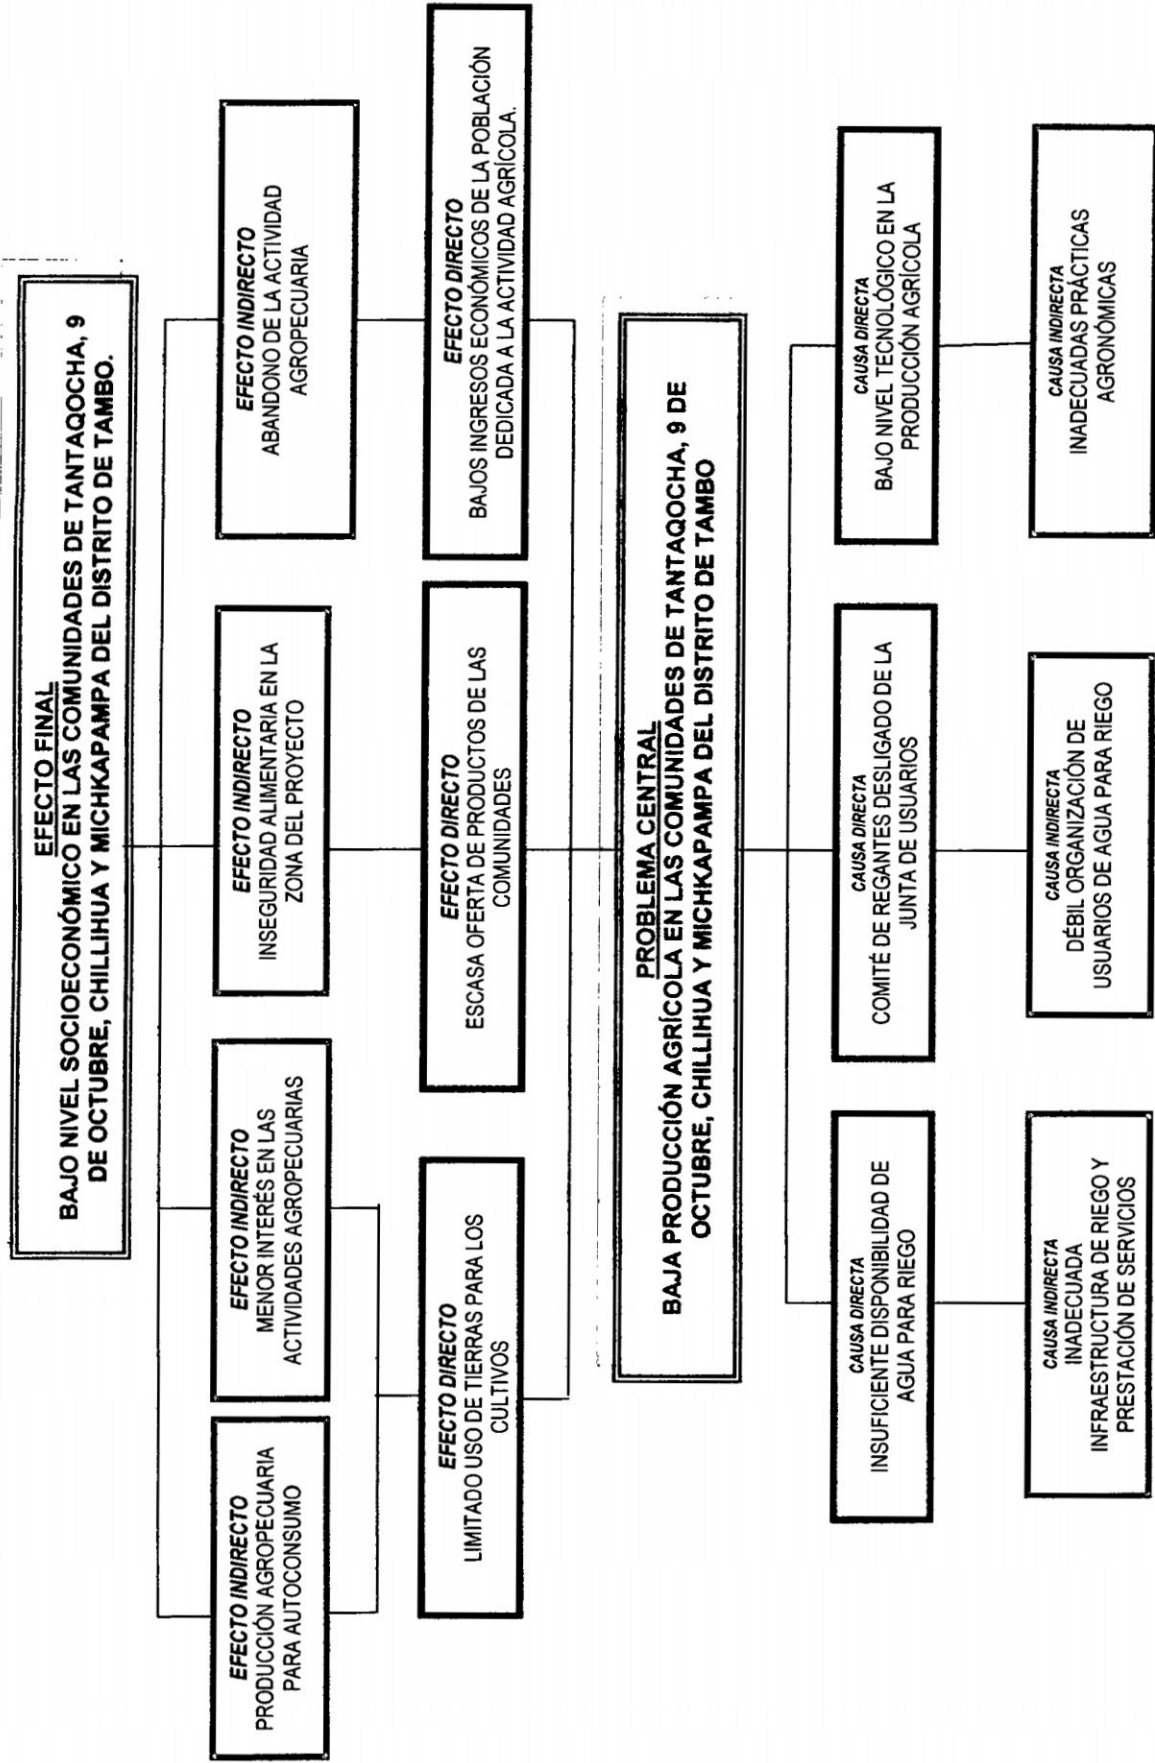 EFECTO FINAL
BAJO NIVEL SOCIOECONÓMICO EN LAS COMUNIDADES DE TANTAQOCHA, 9
DE OCTUBRE, CHILLIHUA Y MICHKAPAMPA DEL DISTRITO DE TAMBO.
EFECTO INDIRECTO
PRODUCCIÓN AGROPECUARIA
PARA AUTOCONSUMO
EFECTO INDIRECTO
MENOR INTERÉS EN LAS
ACTIVIDADES AGROPECUARIAS
EFECTO INDIRECTO
INSEGURIDAD ALIMENTARIA EN LA
ZONA DEL PROYECTO
EFECTO INDIRECTO
ABANDONO DE LA ACTIVIDAD
AGROPECUARIA
EFECTO DIRECTO
LIMITADO USO DE TIERRAS PARA LOS
CULTIVOS
EFECTO DIRECTO
ESCASA OFERTA DE PRODUCTOS DE LAS
COMUNIDADES
EFECTO DIRECTO
BAJOS INGRESOS ECONÓMICOS DE LA POBLACIÓN
DEDICADA A LA ACTIVIDAD AGRÍCOLA.
PROBLEMA CENTRAL
BAJA PRODUCCIÓN AGRÍCOLA EN LAS COMUNIDADES DE TANTAQOCHA, 9 DE
OCTUBRE, CHILLIHUA Y MICHKAPAMPA DEL DISTRITO DE TAMBO
CAUSA DIRECTA
INSUFICIENTE DISPONIBILIDAD DE
AGUA PARA RIEGO
CAUSA DIRECTA
COMITÉ DE REGANTES DESLIGADO DE LA
JUNTA DE USUARIOS
CAUSA DIRECTA
BAJO NIVEL TECNOLÓGICO EN LA
PRODUCCIÓN AGRÍCOLA
CAUSA INDIRECTA
INADECUADA
INFRAESTRUCTURA DE RIEGO Y
PRESTACIÓN DE SERVICIOS
CAUSA INDIRECTA
DÉBIL ORGANIZACIÓN DE
USUARIOS DE AGUA PARA RIEGO
CAUSA INDIRECTA
INADECUADAS PRÁCTICAS
AGRONÓMICAS